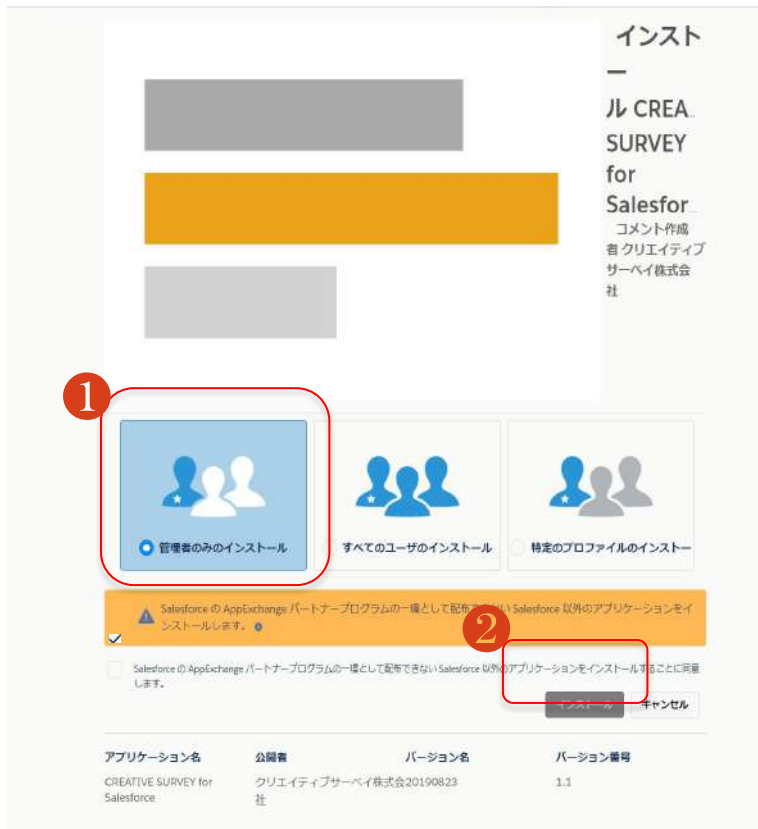 インスト
ー
ル CREA...
SURVEY
for
Salesfor...
コメント作成
者 クリエイティブ
サーベイ株式会
社
1
管理者のみのインストール
すべてのユーザのインストール
特定のプロファイルのインストー
Salesforce の AppExchange パートナープログラムの一環として配布できない Salesforce 以外のアプリケーションをイ
ンストールします。
2
Salesforce の AppExchange パートナープログラムの一環として配布できない Salesforce 以外のアプリケーションをインストールすることに同意
します。
インストール
キャンセル
アプリケーション名 公開者 バージョン名 バージョン番号
CREATIVE SURVEY for クリエイティブサーベイ株式会20190823 1.1
Salesforce 社